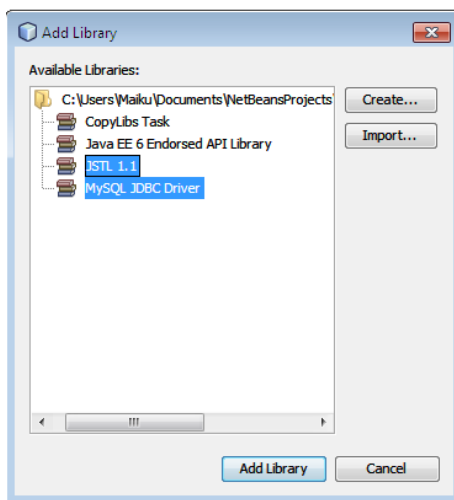 Add Library
Available Libraries:
C:\Users\Maiku\Documents\NetBeansProjects\
Create...
CopyLibs Task
Import...
Java EE 6 Endorsed API Library
JSTL 1.1
MySQL JDBC Driver
Add Library
Cancel